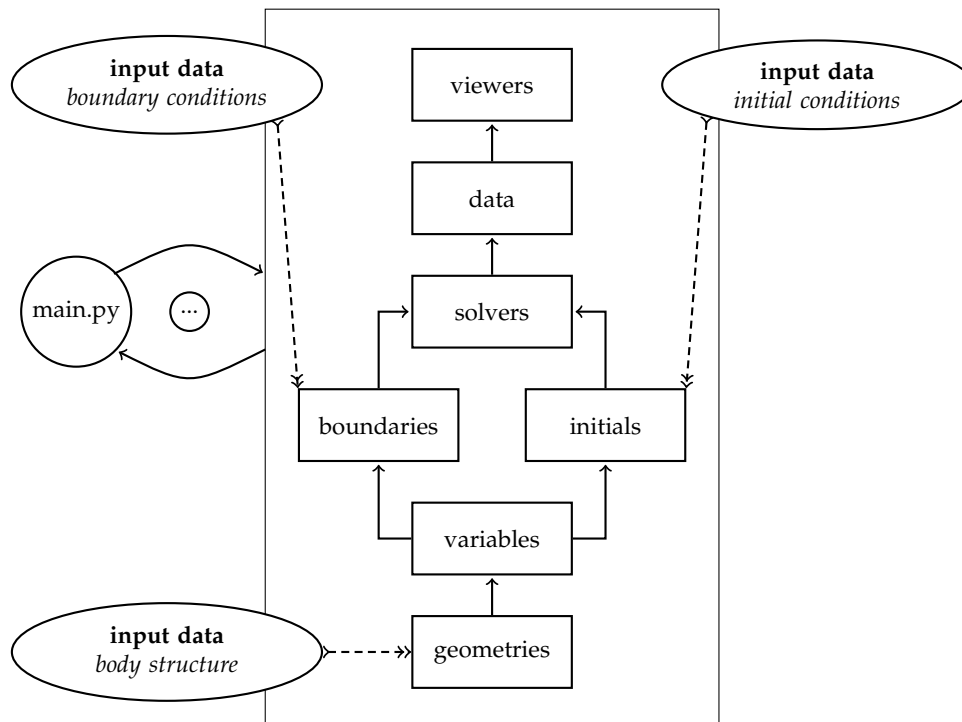 input data
boundary conditions
viewers
input data
initial conditions
data
main.py
...
solvers
boundaries
initials
variables
input data
body structure
geometries